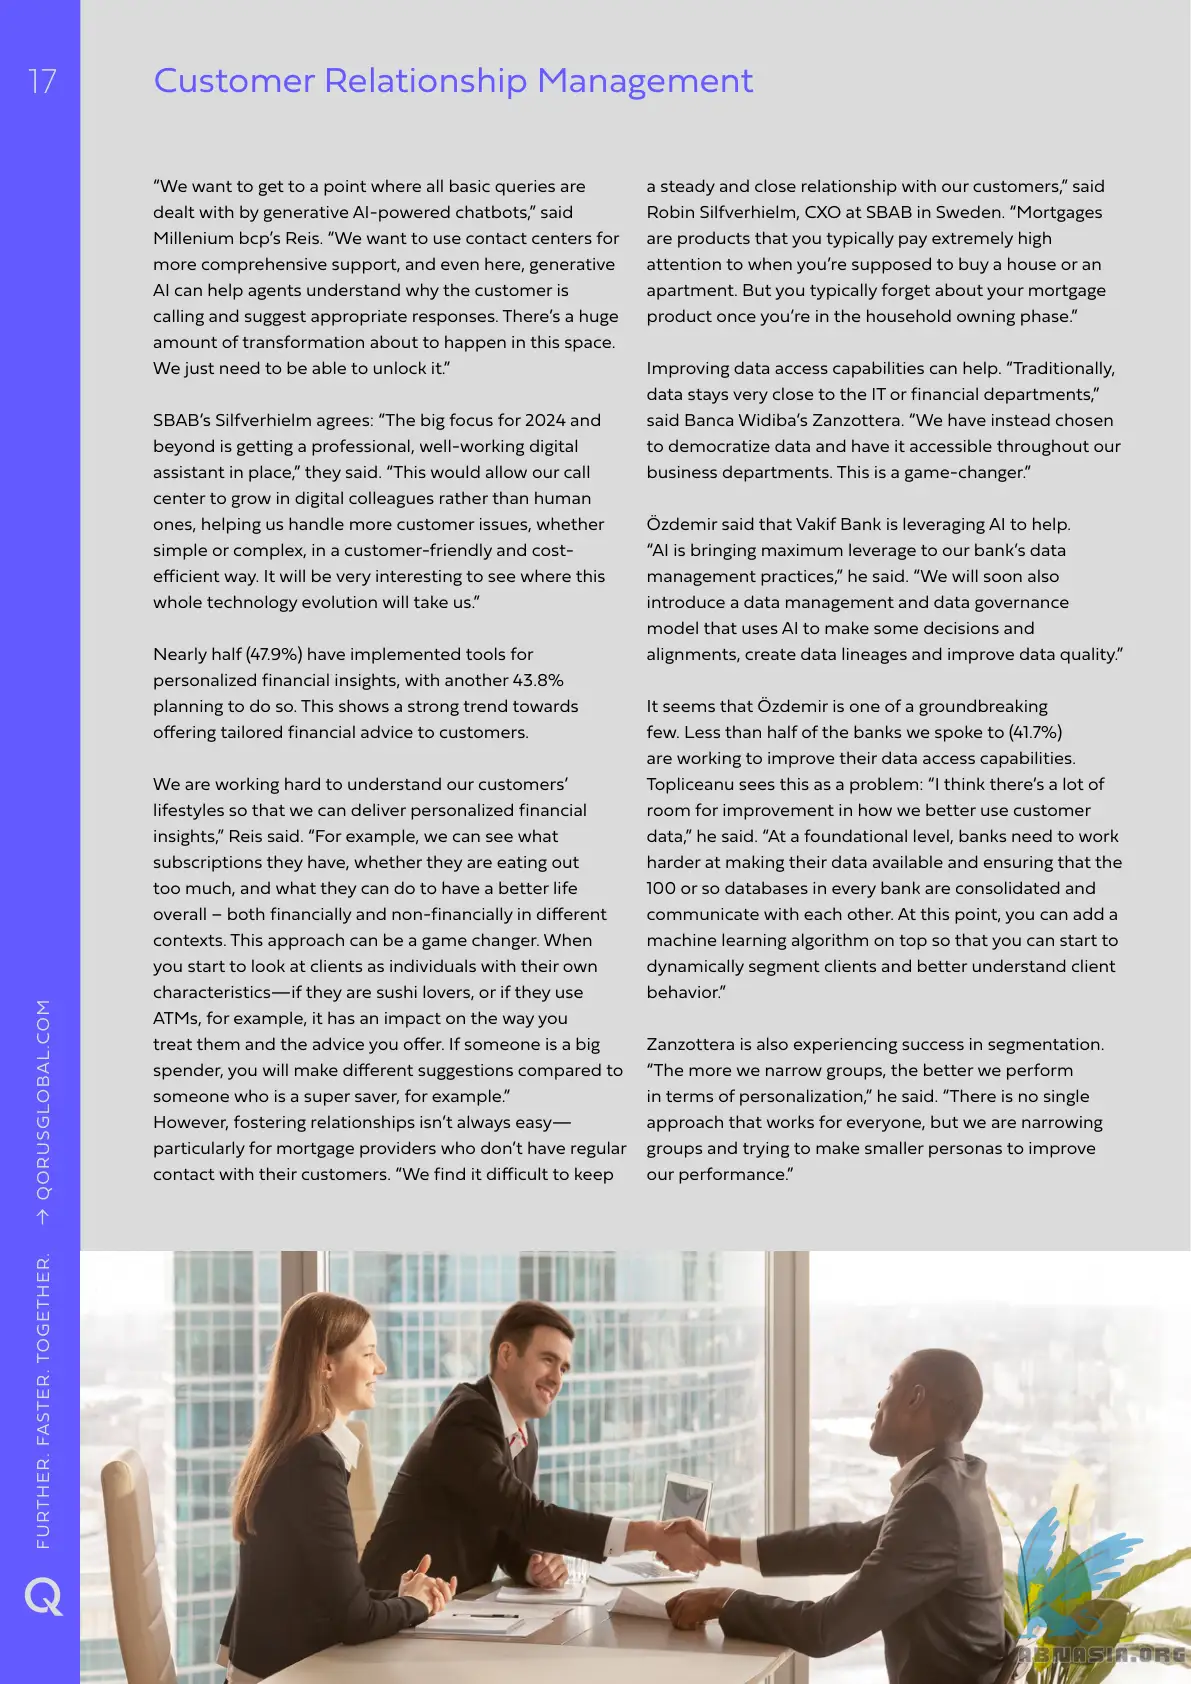 17
Customer Relationship Management
“We want to get to a point where all basic queries are
dealt with by generative AI-powered chatbots,” said
Millenium bcp’s Reis. “We want to use contact centers for
more comprehensive support, and even here, generative
AI can help agents understand why the customer is
calling and suggest appropriate responses. There’s a huge
amount of transformation about to happen in this space.
We just need to be able to unlock it.”
SBAB’s Silfverhielm agrees: “The big focus for 2024 and
beyond is getting a professional, well-working digital
assistant in place,” they said. “This would allow our call
center to grow in digital colleagues rather than human
ones, helping us handle more customer issues, whether
simple or complex, in a customer-friendly and cost-
efficient way. It will be very interesting to see where this
whole technology evolution will take us.”
Nearly half (47.9%) have implemented tools for
personalized financial insights, with another 43.8%
planning to do so. This shows a strong trend towards
offering tailored financial advice to customers.
We are working hard to understand our customers’
lifestyles so that we can deliver personalized financial
insights,” Reis said. “For example, we can see what
subscriptions they have, whether they are eating out
too much, and what they can do to have a better life
overall – both financially and non-financially in different
contexts. This approach can be a game changer. When
you start to look at clients as individuals with their own
characteristics—if they are sushi lovers, or if they use
ATMs, for example, it has an impact on the way you
treat them and the advice you offer. If someone is a big
spender, you will make different suggestions compared to
someone who is a super saver, for example.”
However, fostering relationships isn’t always easy—
particularly for mortgage providers who don’t have regular
contact with their customers. “We find it difficult to keep
a steady and close relationship with our customers,” said
Robin Silfverhielm, CXO at SBAB in Sweden. “Mortgages
are products that you typically pay extremely high
attention to when you’re supposed to buy a house or an
apartment. But you typically forget about your mortgage
product once you’re in the household owning phase.”
Improving data access capabilities can help. “Traditionally,
data stays very close to the IT or financial departments,”
said Banca Widiba’s Zanzottera. “We have instead chosen
to democratize data and have it accessible throughout our
business departments. This is a game-changer.”
Özdemir said that Vakif Bank is leveraging AI to help.
“AI is bringing maximum leverage to our bank’s data
management practices,” he said. “We will soon also
introduce a data management and data governance
model that uses AI to make some decisions and
alignments, create data lineages and improve data quality.”
It seems that Özdemir is one of a groundbreaking
few. Less than half of the banks we spoke to (41.7%)
are working to improve their data access capabilities.
Topliceanu sees this as a problem: “I think there’s a lot of
room for improvement in how we better use customer
data,” he said. “At a foundational level, banks need to work
harder at making their data available and ensuring that the
100 or so databases in every bank are consolidated and
communicate with each other. At this point, you can add a
machine learning algorithm on top so that you can start to
dynamically segment clients and better understand client
behavior.”
Zanzottera is also experiencing success in segmentation.
“The more we narrow groups, the better we perform
in terms of personalization,” he said. “There is no single
approach that works for everyone, but we are narrowing
groups and trying to make smaller personas to improve
our performance.”
FURTHER. FASTER. TOGETHER. → QORUSGLOBAL.COM
Q
ABNASIA.ORG